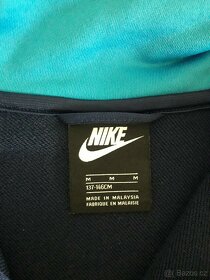 NIKE
M M M
137-146CM
MADE IN MALAYSIA
FABRIQUÉ EN MALAISIE
bazos.cz